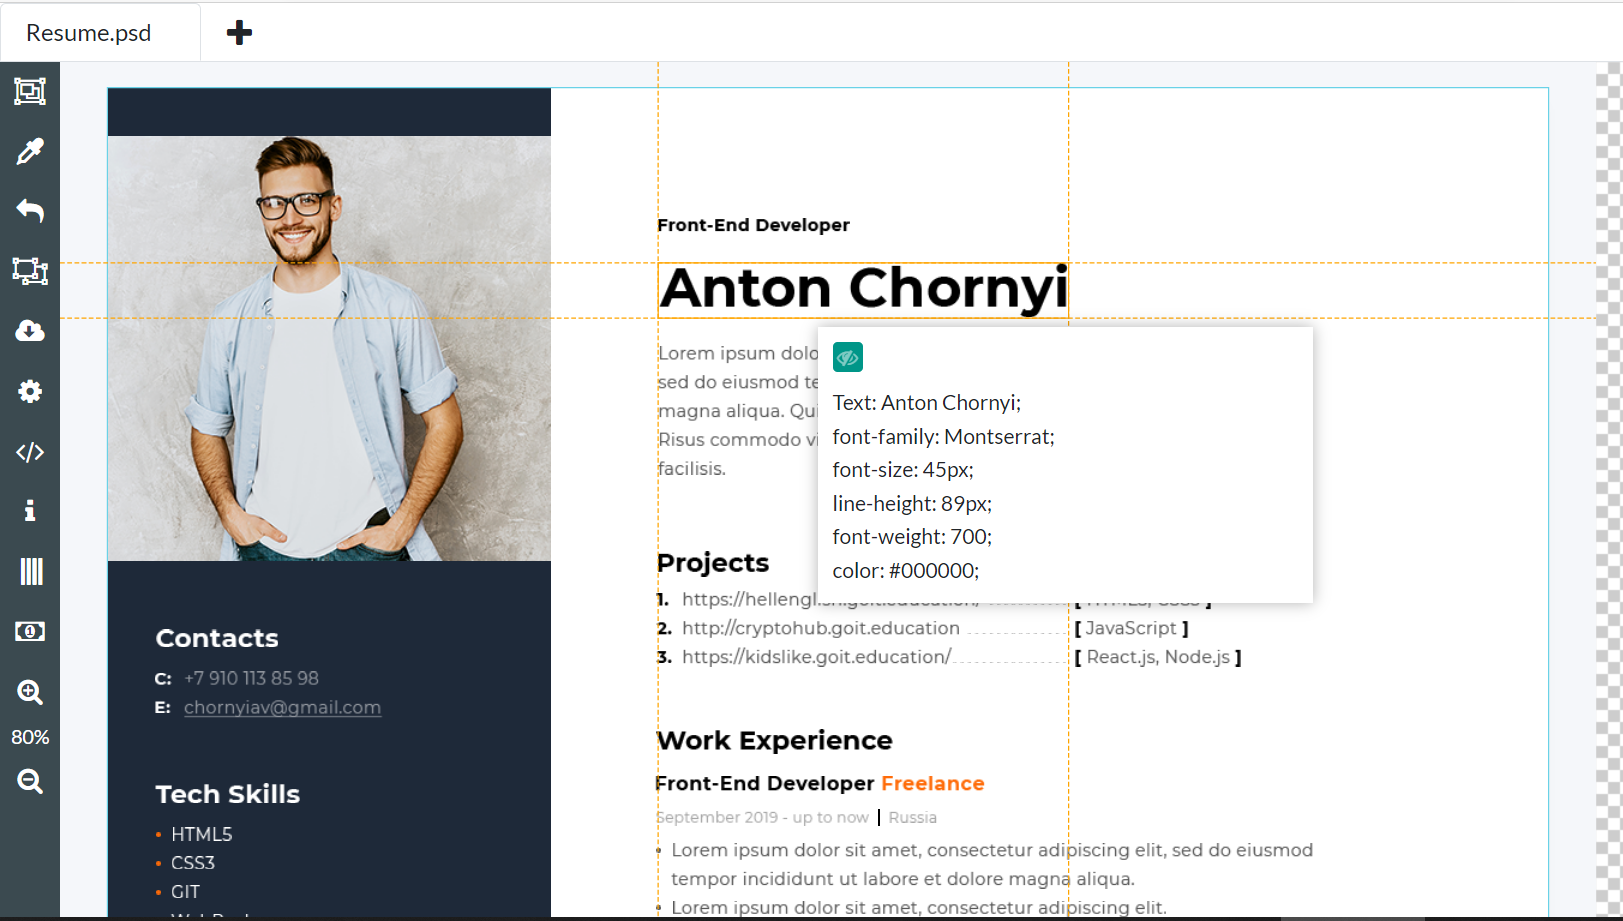 Resume.psd
80%
Front-End Developer
Anton Chornyi
Lorem ipsum dolo
sed do eiusmod te
magna aliqua. Qui
Risus commodo vi
facilisis.
Text: Anton Chornyi;
font-family: Montserrat;
font-size: 45px;
line-height: 89px;
font-weight: 700;
color: #000000;
Projects
1.
2. http://cryptohub.goit.education [ JavaScript ]
3. https://kidslike.goit.education/ [ React.js, Node.js ]
Work Experience
Front-End Developer Freelance
September 2019 - up to now | Russia
• Lorem ipsum dolor sit amet, consectetur adipiscing elit, sed do eiusmod
tempor incididunt ut labore et dolore magna aliqua.
• Lorem ipsum dolor sit amet, consectetur adipiscing elit.
Contacts
C: +7 910 113 85 98
E: chornyiav@gmail.com
Tech Skills
• HTML5
• CSS3
• GIT